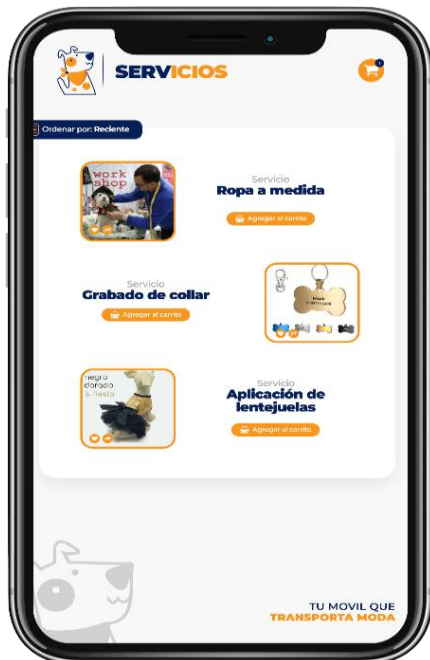 SERVICIOS
Ordenar por: Reciente
work
shop
Servicio
Ropa a medida
Agregar al carrito
Servicio
Grabado de collar
Agregar al carrito
negro
dorado
& fiesta
Servicio
Aplicación de
lentejuelas
Agregar al carrito
TU MOVIL QUE
TRANSPORTA MODA